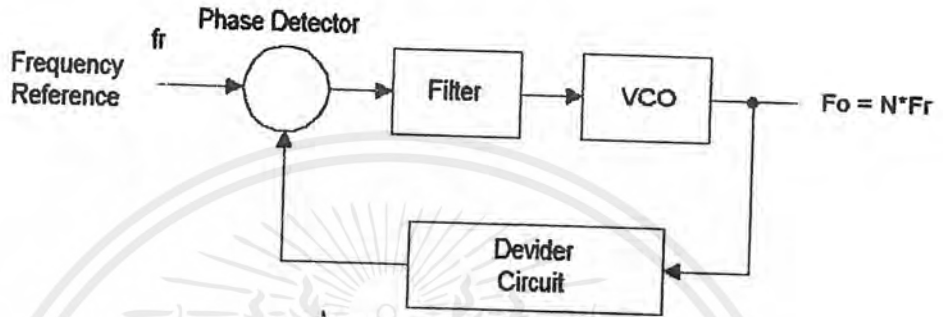 Phase Detector
fr
Frequency
Reference
Filter
VCO
Fo = N*Fr
Devider
Circuit